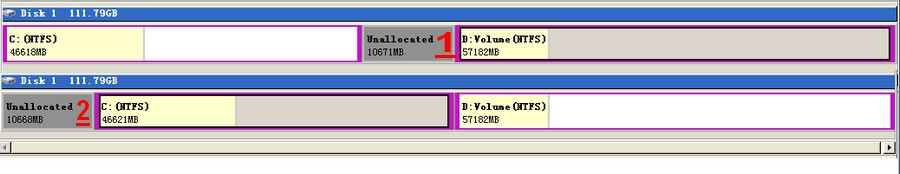 Disk 1 111.79GB
C:(NTFS)
46618MB
Unallocated
10671MB
1
D:Volume(NTFS)
57182MB
Disk 1 111.79GB
Unallocated
10668MB
2
C:(NTFS)
46621MB
D:Volume(NTFS)
57182MB